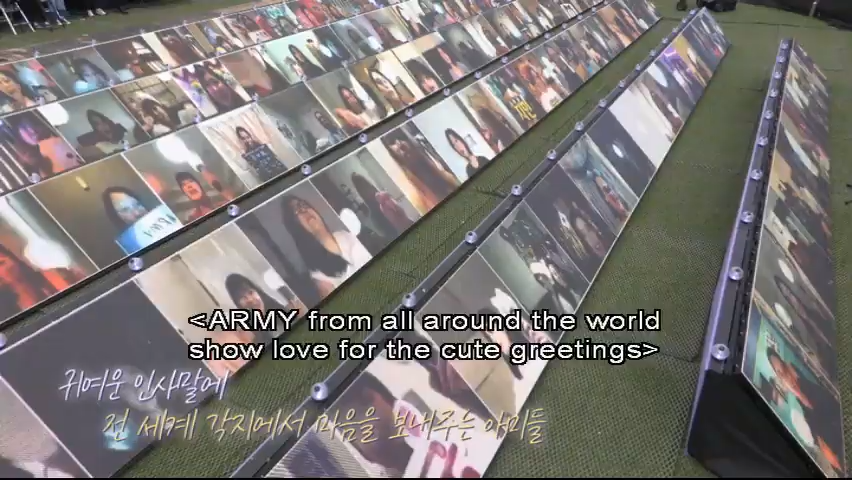 <ARMY from all around the world
show love for the cute greetings>
귀여운 인사말에
전 세계 각지에서 마음을 보내주는 아미들